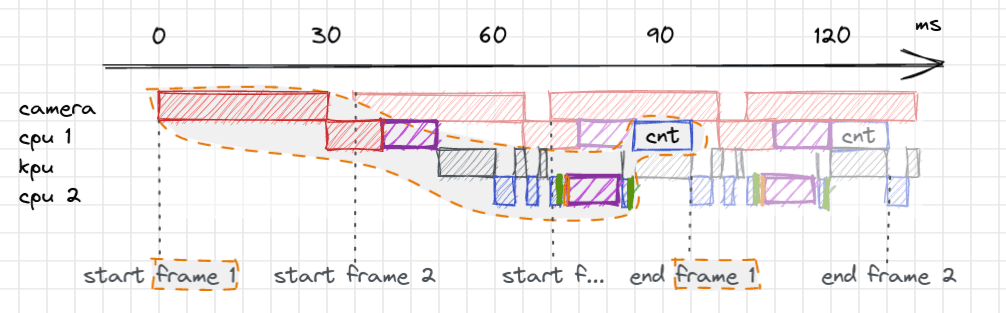 0 30 60 90 120 ms
camera
cpu 1 cnt cnt
kpu
cpu 2
start frame 1 start frame 2 start f... end frame 1 end frame 2